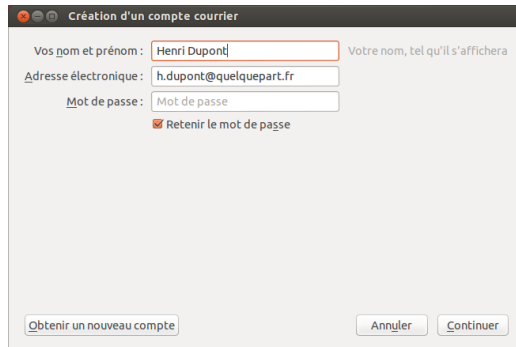 Création d'un compte courrier
Vos nom et prénom : Henri Dupont Votre nom, tel qu'il s'affichera
Adresse électronique : h.dupont@quelquepart.fr
Mot de passe : Mot de passe
Retenir le mot de passe
Obtenir un nouveau compte Annuler Continuer